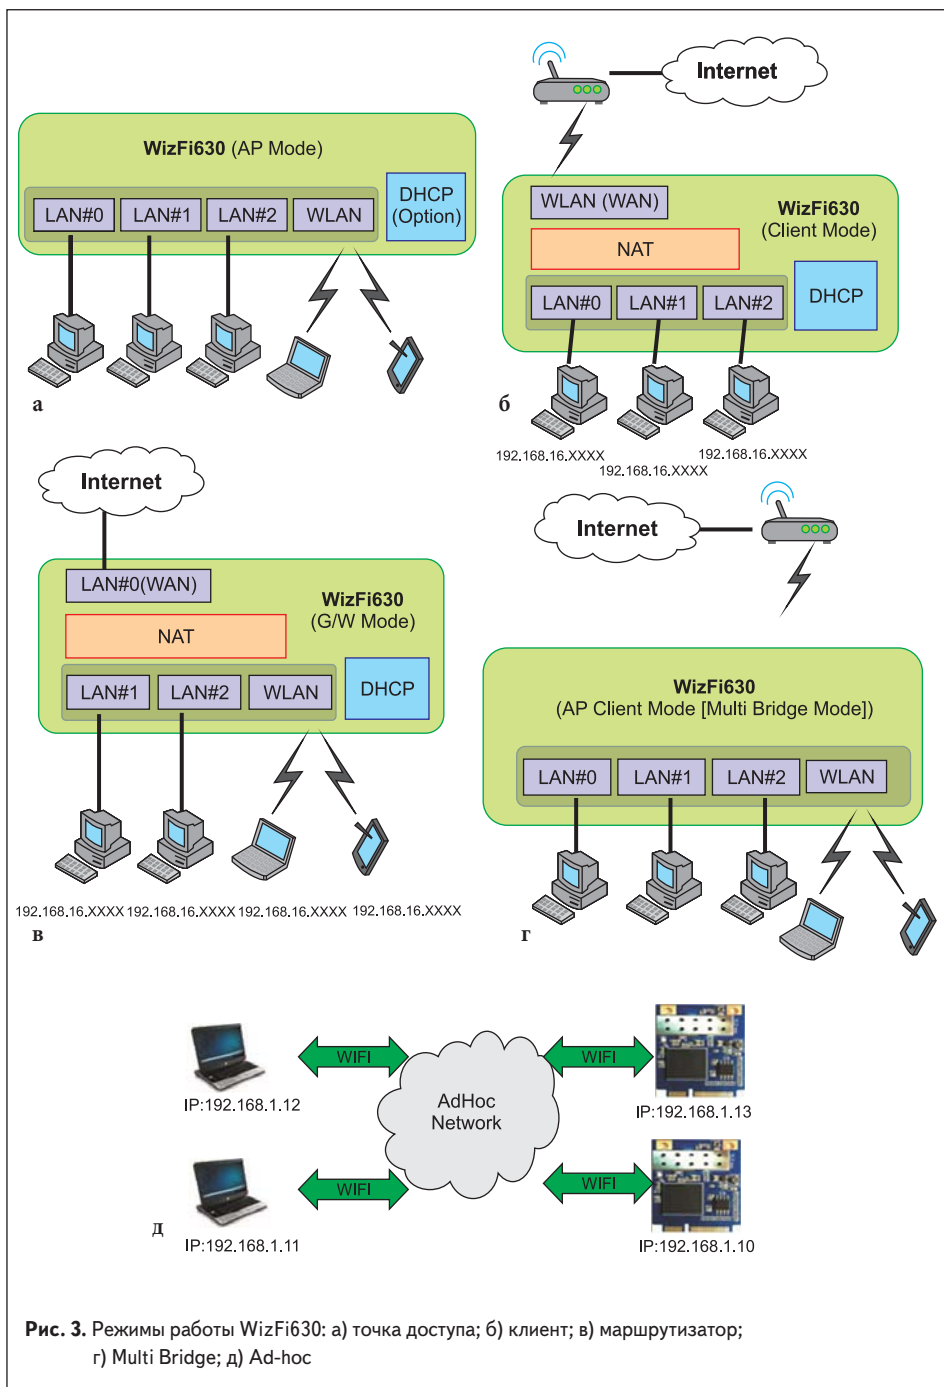 WizFi630 (AP Mode)
LAN#0
LAN#1
LAN#2
WLAN
DHCP
(Option)
а
Internet
WLAN (WAN)
WizFi630
(Client Mode)
NAT
LAN#0
LAN#1
LAN#2
DHCP
б
192.168.16.XXXX
192.168.16.XXXX
192.168.16.XXXX
Internet
LAN#0(WAN)
WizFi630
(G/W Mode)
NAT
LAN#1
LAN#2
WLAN
DHCP
192.168.16.XXXX
192.168.16.XXXX
192.168.16.XXXX
192.168.16.XXXX
в
Internet
WizFi630
(AP Client Mode [Multi Bridge Mode])
LAN#0
LAN#1
LAN#2
WLAN
г
WIFI
WIFI
IP:192.168.1.12
AdHoc
Network
IP:192.168.1.13
WIFI
WIFI
д
IP:192.168.1.11
IP:192.168.1.10
Рис. 3. Режимы работы WizFi630: а) точка доступа; б) клиент; в) маршрутизатор;
г) Multi Bridge; д) Ad-hoc